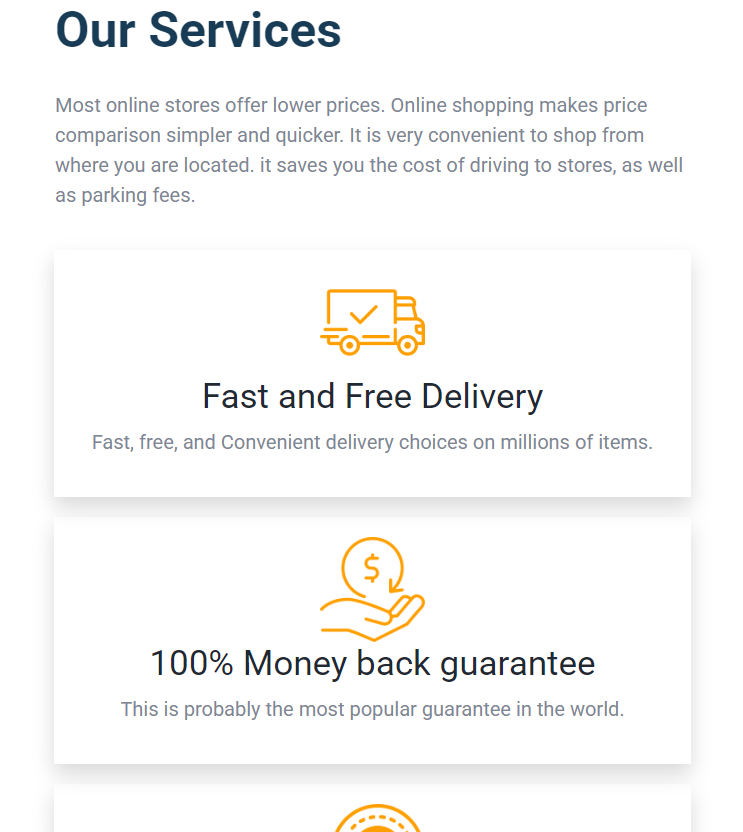 Our Services
Most online stores offer lower prices. Online shopping makes price
comparison simpler and quicker. It is very convenient to shop from
where you are located. it saves you the cost of driving to stores, as well
as parking fees.
Fast and Free Delivery
Fast, free, and Convenient delivery choices on millions of items.
$
100% Money back guarantee
This is probably the most popular guarantee in the world.